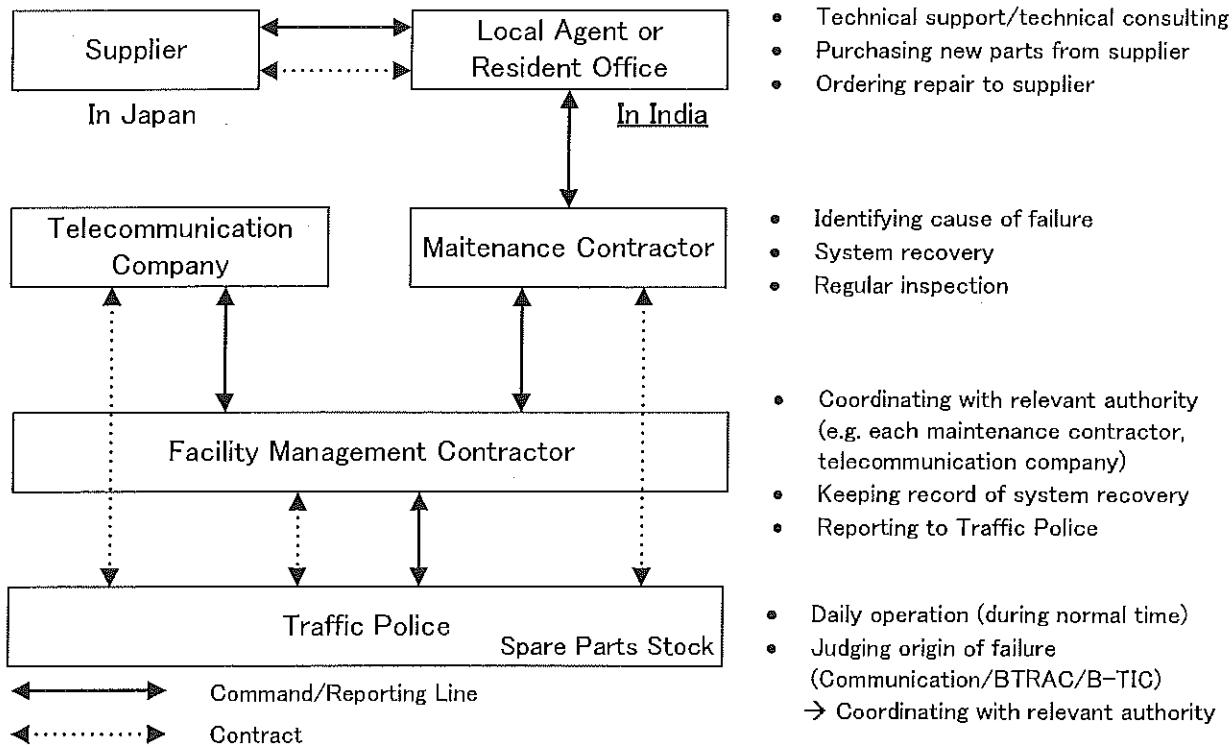 Supplier
Local Agent or
Resident Office
In Japan
In India
• Technical support/technical consulting
• Purchasing new parts from supplier
• Ordering repair to supplier
Telecommunication
Company
Maitenance Contractor
• Identifying cause of failure
• System recovery
• Regular inspection
Facility Management Contractor
• Coordinating with relevant authority
(e.g. each maintenance contractor,
telecommunication company)
• Keeping record of system recovery
• Reporting to Traffic Police
Traffic Police
Spare Parts Stock
• Daily operation (during normal time)
• Judging origin of failure
(Communication/BTRAC/B-TIC)
→ Coordinating with relevant authority
Command/Reporting Line
Contract